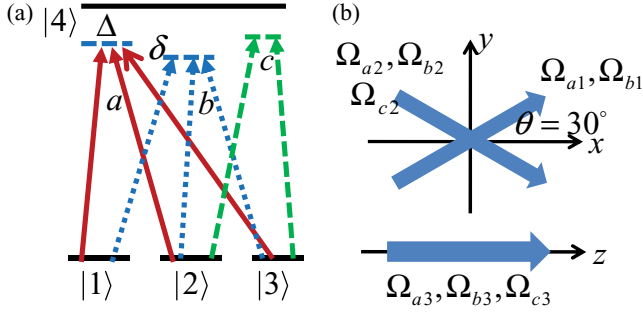 (a)
|4⟩
Δ
δ
a
b
c
|1⟩
|2⟩
|3⟩
(b)
y
Ω_{a2}, Ω_{b2}
Ω_{c2}
Ω_{a1}, Ω_{b1}
θ = 30°
x
z
Ω_{a3}, Ω_{b3}, Ω_{c3}